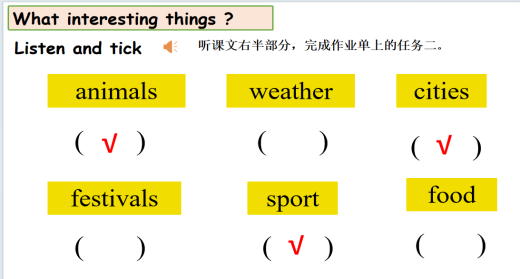 What interesting things ?
Listen and tick 听课文右半部分，完成作业单上的任务二。
animals weather cities
( √ ) ( ) ( √ )
festivals sport food
( ) ( √ ) ( )